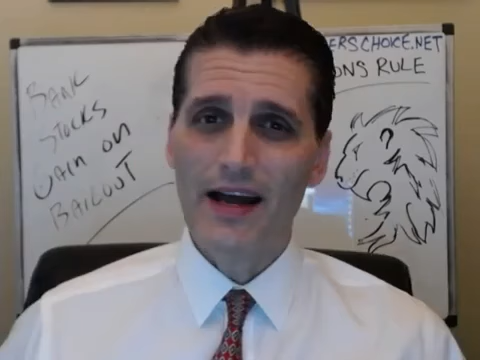 BANK
STOCKS
GAIN ON
BAILOUT
ERSCHOICE.NET
ONS RULE